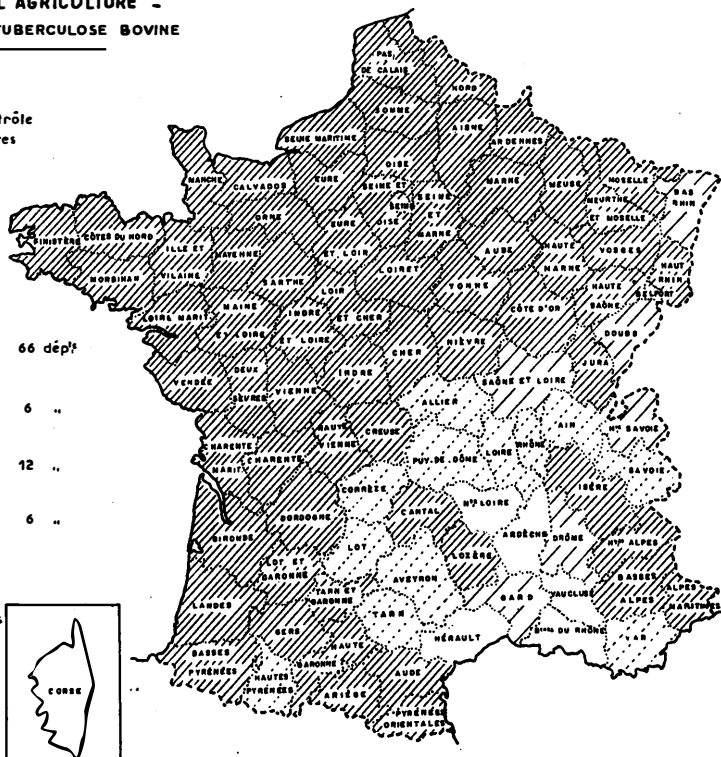 L AGRICULTURE -
TUBERCULOSE BOVINE
trôle
res
66 dépts
6 "
12 "
6 "
s
PAS
DE CALAIS
NORD
SOMME
AISNE
ARDENNES
SEINE MARITIME
OISE
MANCHE
CALVADOS
EURE
SEINE ET
OISE
SEINE
SEINE
ET
MARNE
MARNE
MEUSE
MOSELLE
MEURTHE
ET MOSELLE
BAS
RHIN
FINISTÈRE
CÔTES DU NORD
ILLE ET
VILAINE
MORBIHAN
MAYENNE
ORNE
EURE
ET LOIR
SARTHE
LOIRET
AUBE
HAUTE
MARNE
VOSGES
HAUT
RHIN
BELFORT
YONNE
CÔTE D'OR
HAUTE
SAÔNE
DOUBS
JURA
LOIR
ET CHER
LOIRE MARIT
MAINE
ET LOIRE
INDRE
ET LOIRE
CHER
NIÈVRE
VENDÉE
DEUX
SÈVRES
VIENNE
INDRE
ALLIER
SAÔNE ET LOIRE
AIN
Hte SAVOIE
SAVOIE
CHARENTE
MARIT
CHARENTE
HAUTE
VIENNE
CREUSE
PUY-DE-DÔME
LOIRE
RHÔNE
ISÈRE
CORRÈZE
CANTAL
Hte LOIRE
ARDÈCHE
DRÔME
Htes ALPES
GIRONDE
DORDOGNE
LOT
LOZÈRE
LOT ET
GARONNE
TARN ET
GARONNE
AVEYRON
GARD
VAUCLUSE
BASSES
ALPES
ALPES
MARITIMES
LANDES
GERS
TARN
HÉRAULT
Bches DU RHÔNE
VAR
BASSES
PYRÉNÉES
HAUTES
PYRÉNÉES
HAUTE
GARONNE
ARIÈGE
AUDE
PYRÉNÉES
ORIENTALES
CORSE